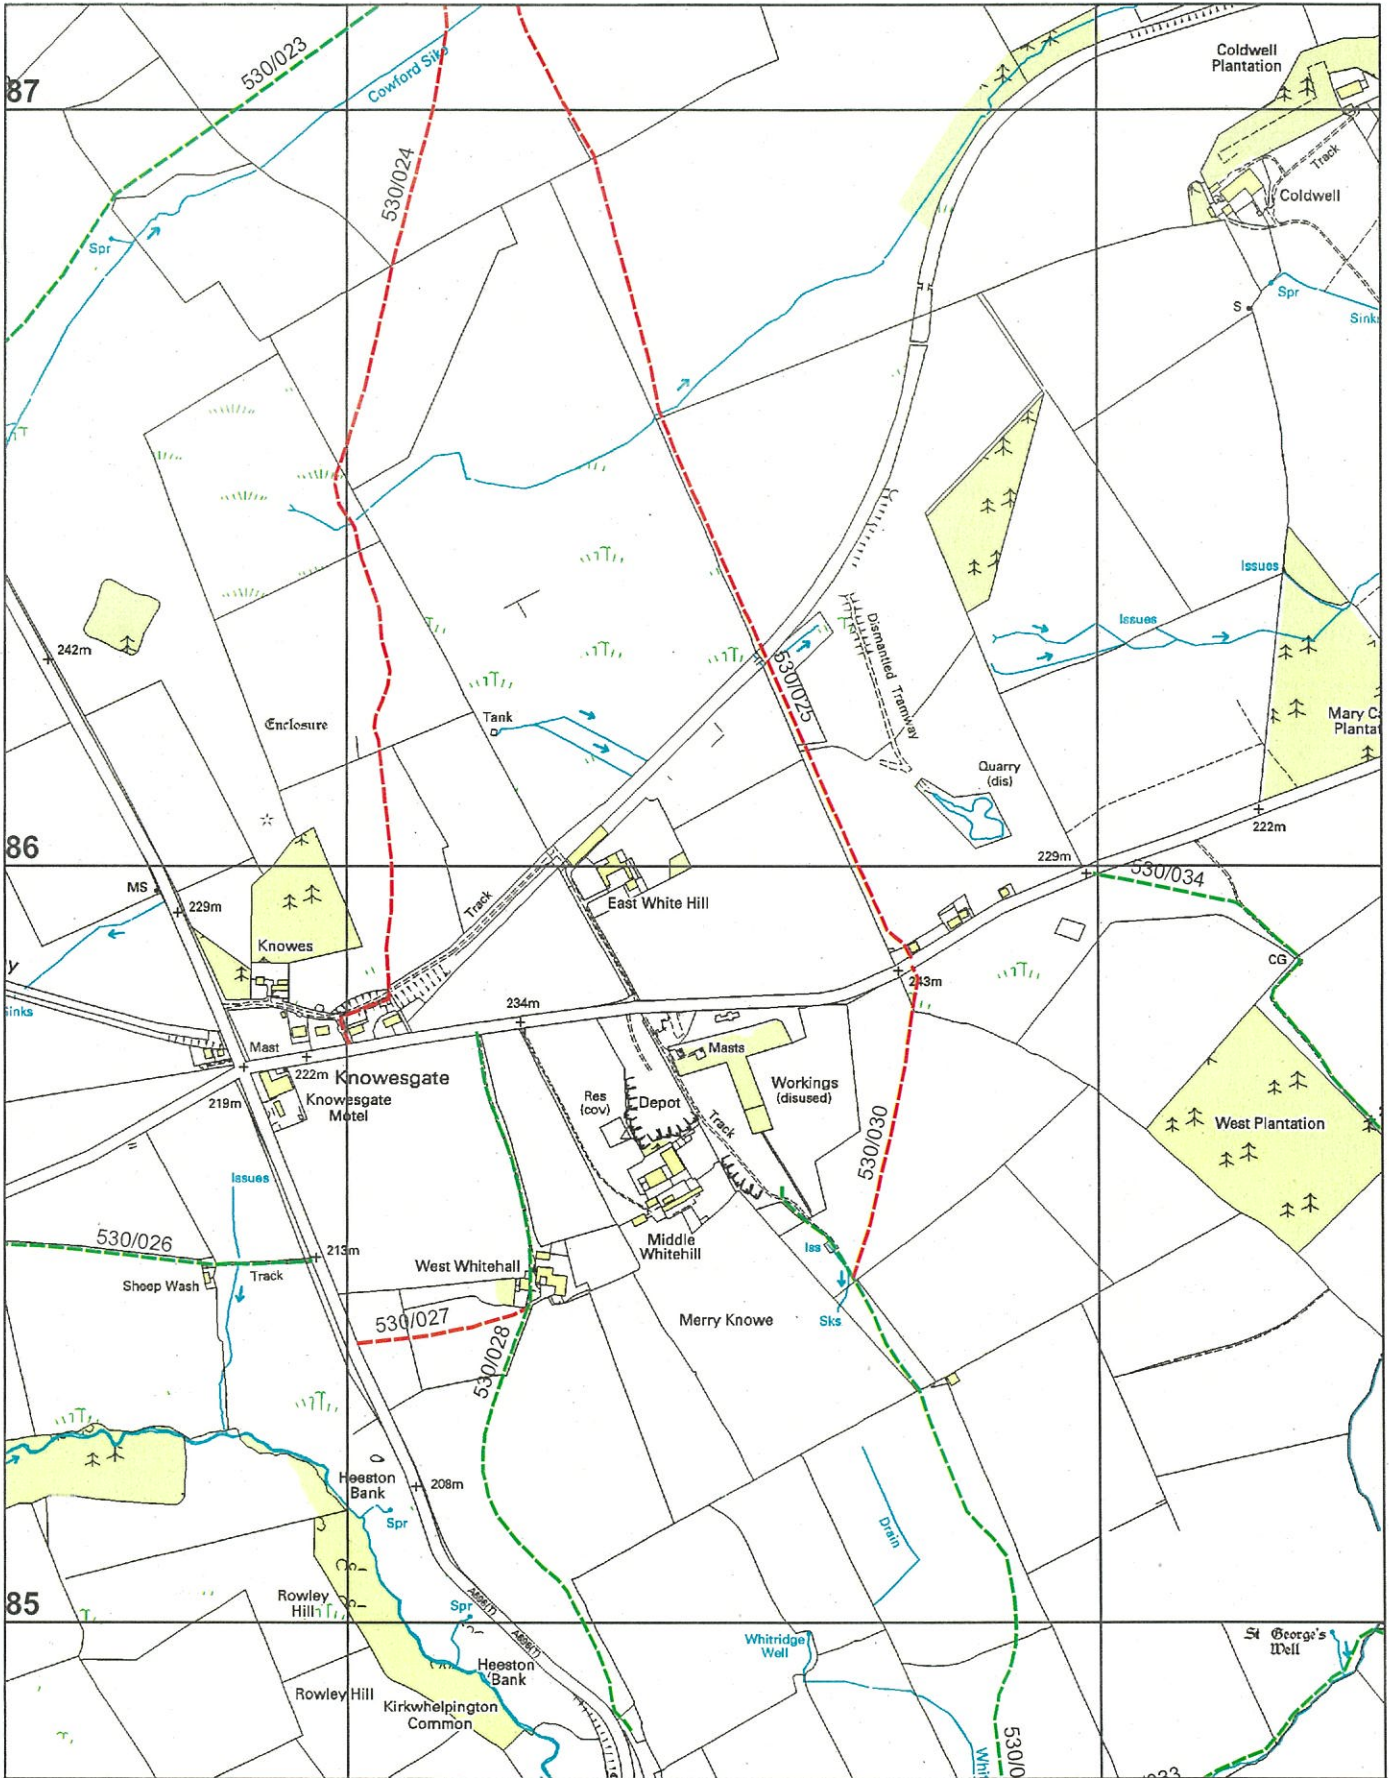 530/023
Cowford Sike
Coldwell
Plantation
87
530/024
Track
Coldwell
Spr
Spr
S
Issues
Issues
242m
Dismantled Tramway
530/025
Enclosure
Tank
Mary
Quarry
(dis)
222m
86
229m
530/034
MS
229m
Track
East White Hill
Knowes
CG
y
243m
234m
Mast
Masts
222m
Knowesgate
219m
Knowesgate
Motel
Res
(cov)
Depot
Workings
(disused)
Track
West Plantation
530/030
Issues
530/026
213m
Middle
Whitehill
Iss
West Whitehall
Track
Sheep Wash
530/027
Merry Knowe
Sks
530/028
Heeston
Bank
208m
Spr
Drain
Rowley
Hill
A696(T)
85
Spr
A696(T)
Whitridge
Well
St George's
Well
Heeston
Bank
Rowley Hill
Kirkwhelpington
Common
530/0